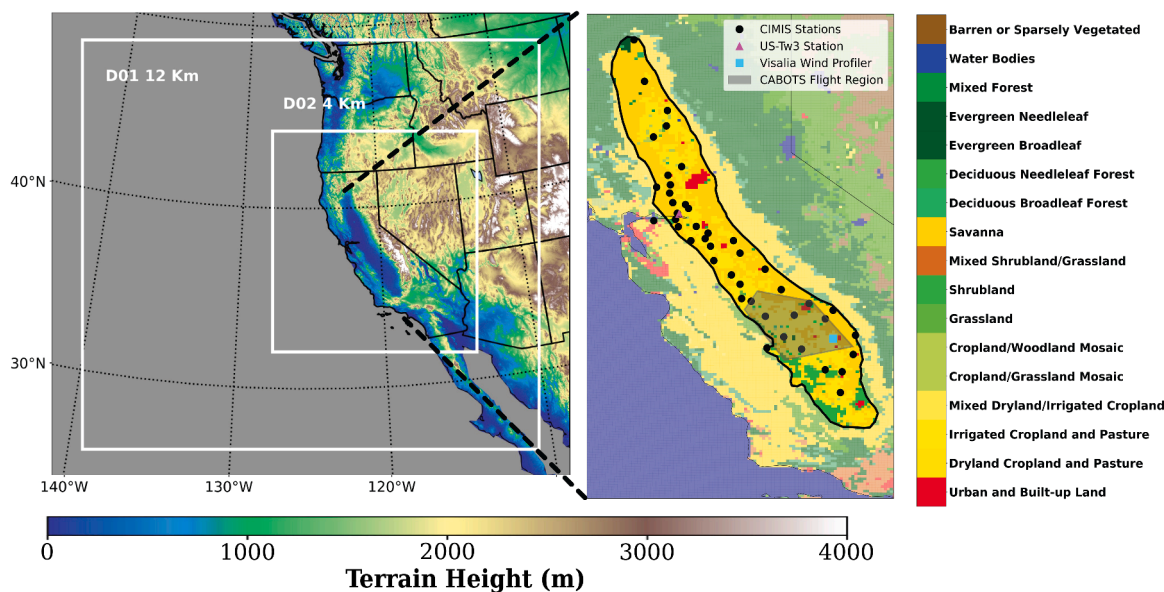 D01 12 Km
D02 4 Km
40°N
30°N
140°W
130°W
120°W
CIMIS Stations
US-Tw3 Station
Visalia Wind Profiler
CABOTS Flight Region
Barren or Sparsely Vegetated
Water Bodies
Mixed Forest
Evergreen Needleleaf
Evergreen Broadleaf
Deciduous Needleleaf Forest
Deciduous Broadleaf Forest
Savanna
Mixed Shrubland/Grassland
Shrubland
Grassland
Cropland/Woodland Mosaic
Cropland/Grassland Mosaic
Mixed Dryland/Irrigated Cropland
Irrigated Cropland and Pasture
Dryland Cropland and Pasture
Urban and Built-up Land
0
1000
2000
3000
4000
Terrain Height (m)